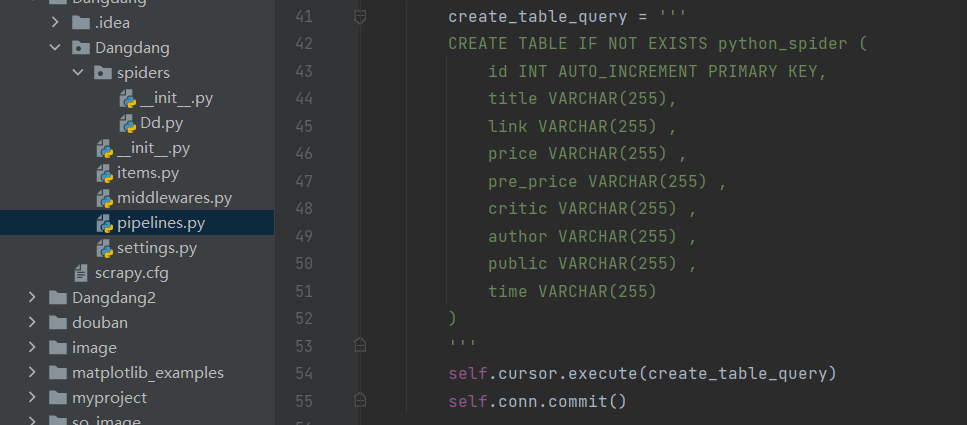 Dangdang
.idea
Dangdang
spiders
__init__.py
Dd.py
__init__.py
items.py
middlewares.py
pipelines.py
settings.py
scrapy.cfg
Dangdang2
douban
image
matplotlib_examples
myproject
so_image
41 create_table_query = '''
42 CREATE TABLE IF NOT EXISTS python_spider (
43 id INT AUTO_INCREMENT PRIMARY KEY,
44 title VARCHAR(255),
45 link VARCHAR(255) ,
46 price VARCHAR(255) ,
47 pre_price VARCHAR(255) ,
48 critic VARCHAR(255) ,
49 author VARCHAR(255) ,
50 public VARCHAR(255) ,
51 time VARCHAR(255)
52 )
53 '''
54 self.cursor.execute(create_table_query)
55 self.conn.commit()